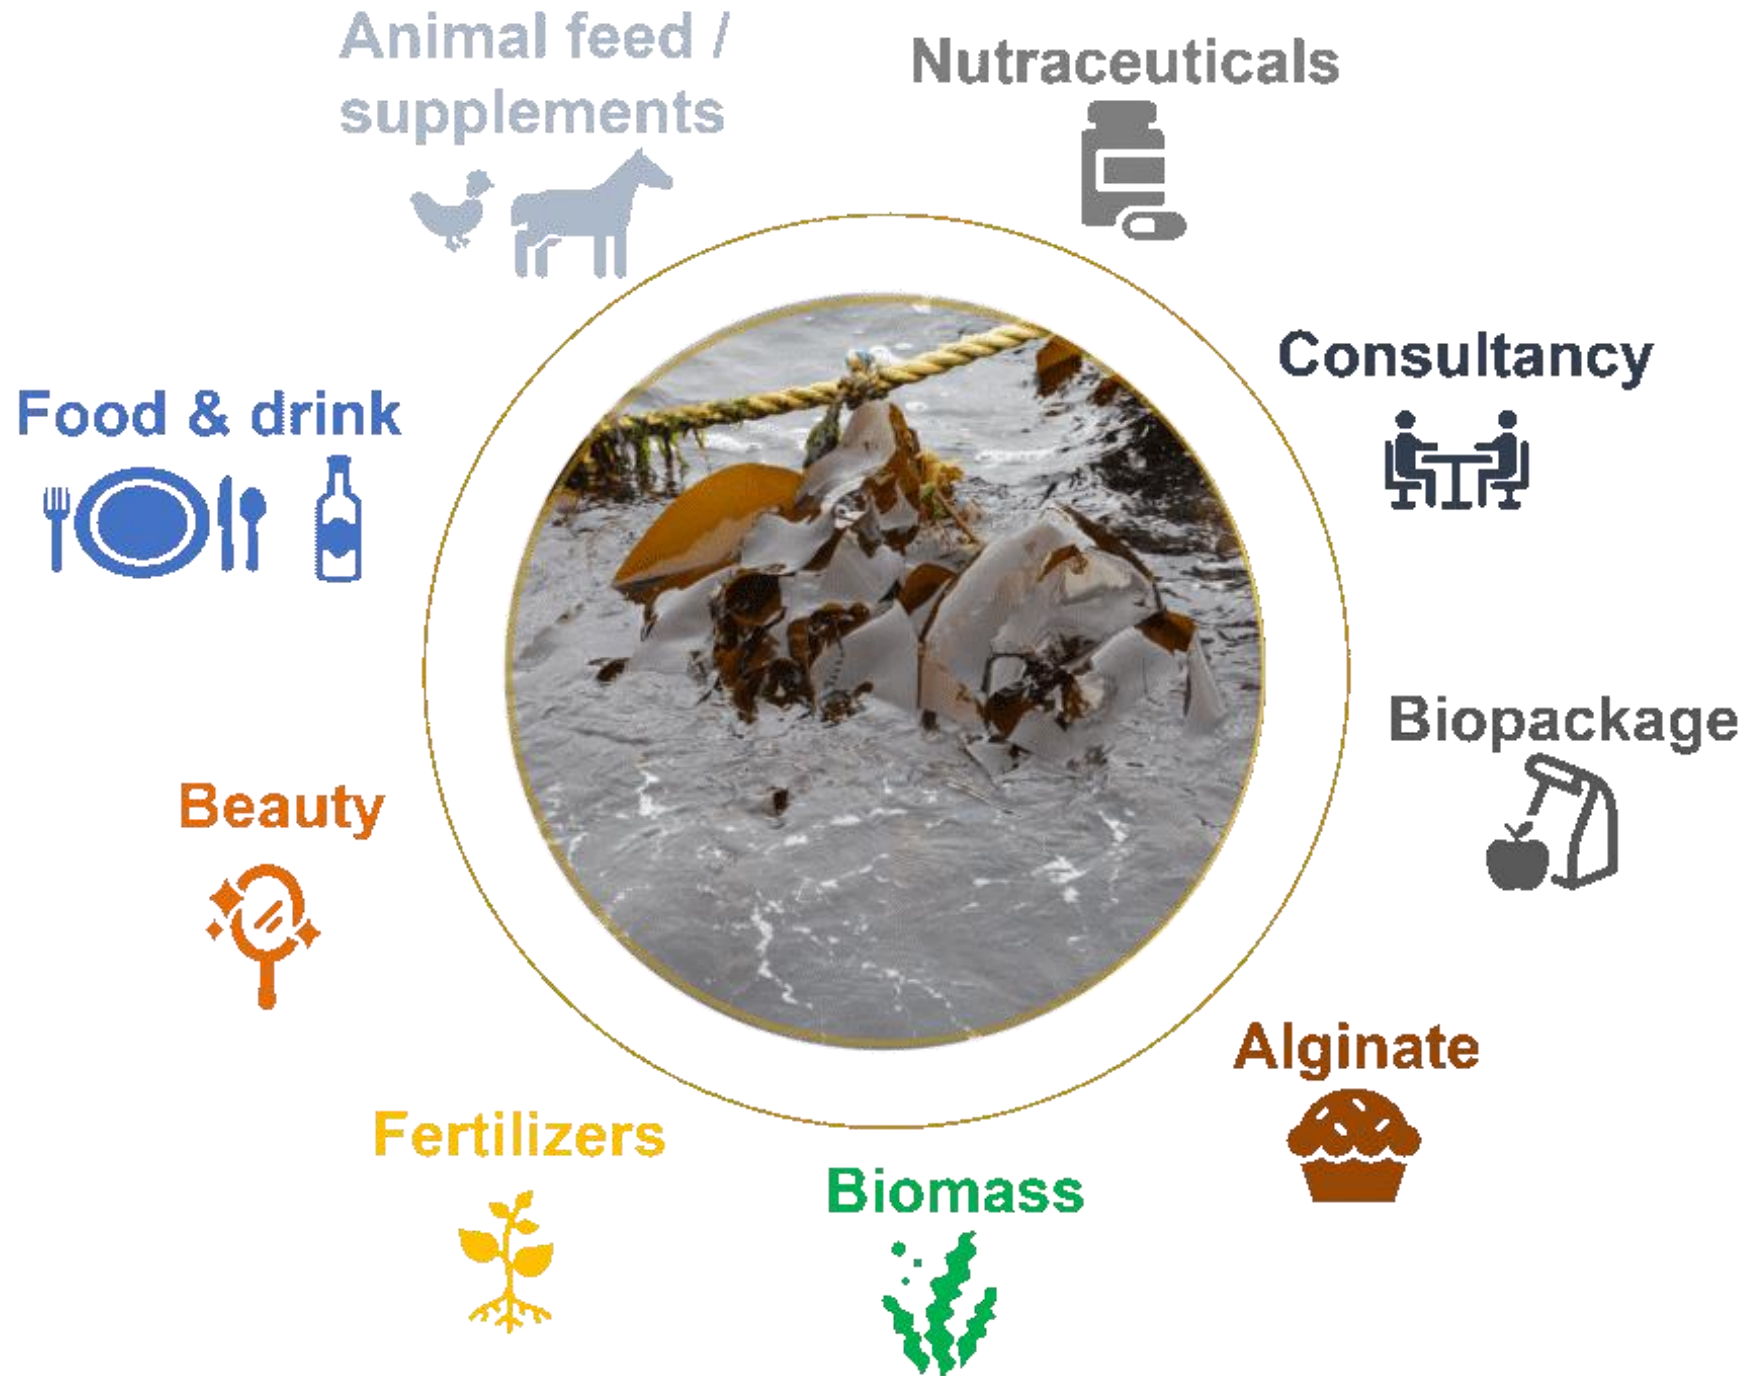 Animal feed /
supplements
Nutraceuticals
Consultancy
Food & drink
Biopackage
Beauty
Alginate
Fertilizers
Biomass